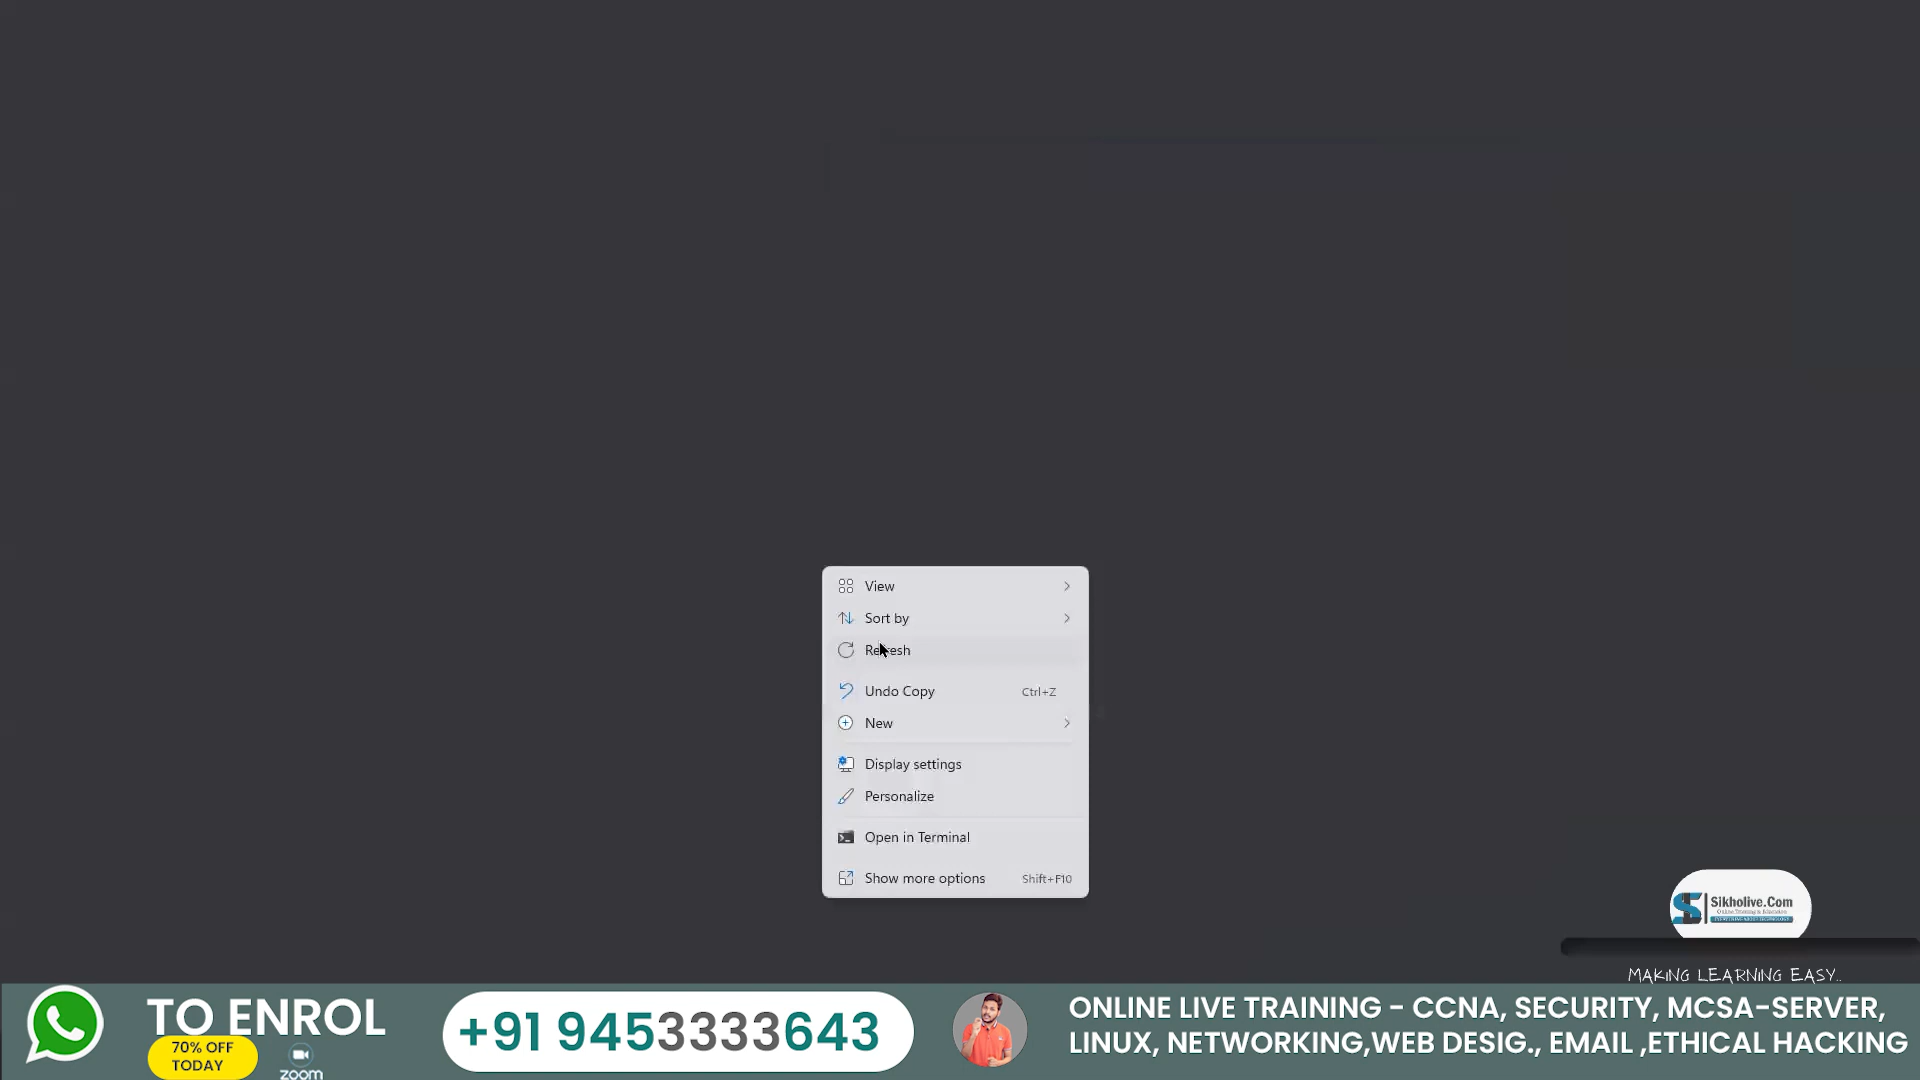 View
Sort by
Refresh
Undo Copy Ctrl+Z
New
Display settings
Personalize
Open in Terminal
Show more options Shift+F10
Sikholive.Com
MAKING LEARNING EASY..
TO ENROL
70% OFF
TODAY
zoom
+91 9453333643
ONLINE LIVE TRAINING - CCNA, SECURITY, MCSA-SERVER,
LINUX, NETWORKING,WEB DESIG., EMAIL ,ETHICAL HACKING